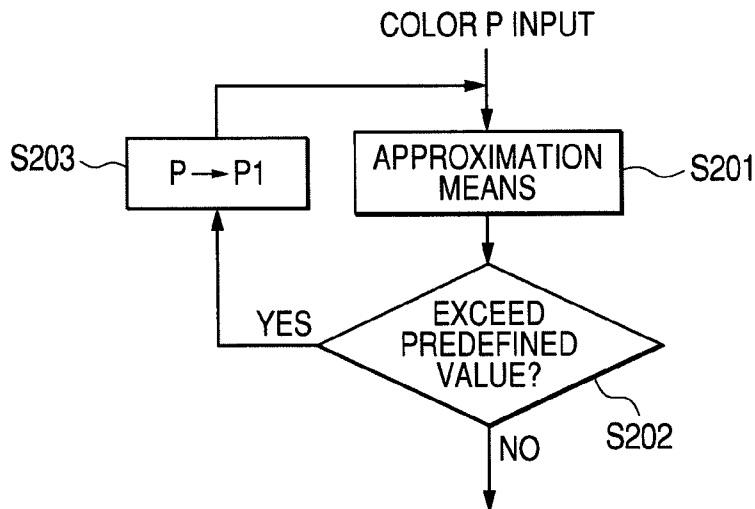 COLOR P INPUT
S203
P → P1
APPROXIMATION
MEANS
S201
YES
EXCEED
PREDEFINED
VALUE?
S202
NO